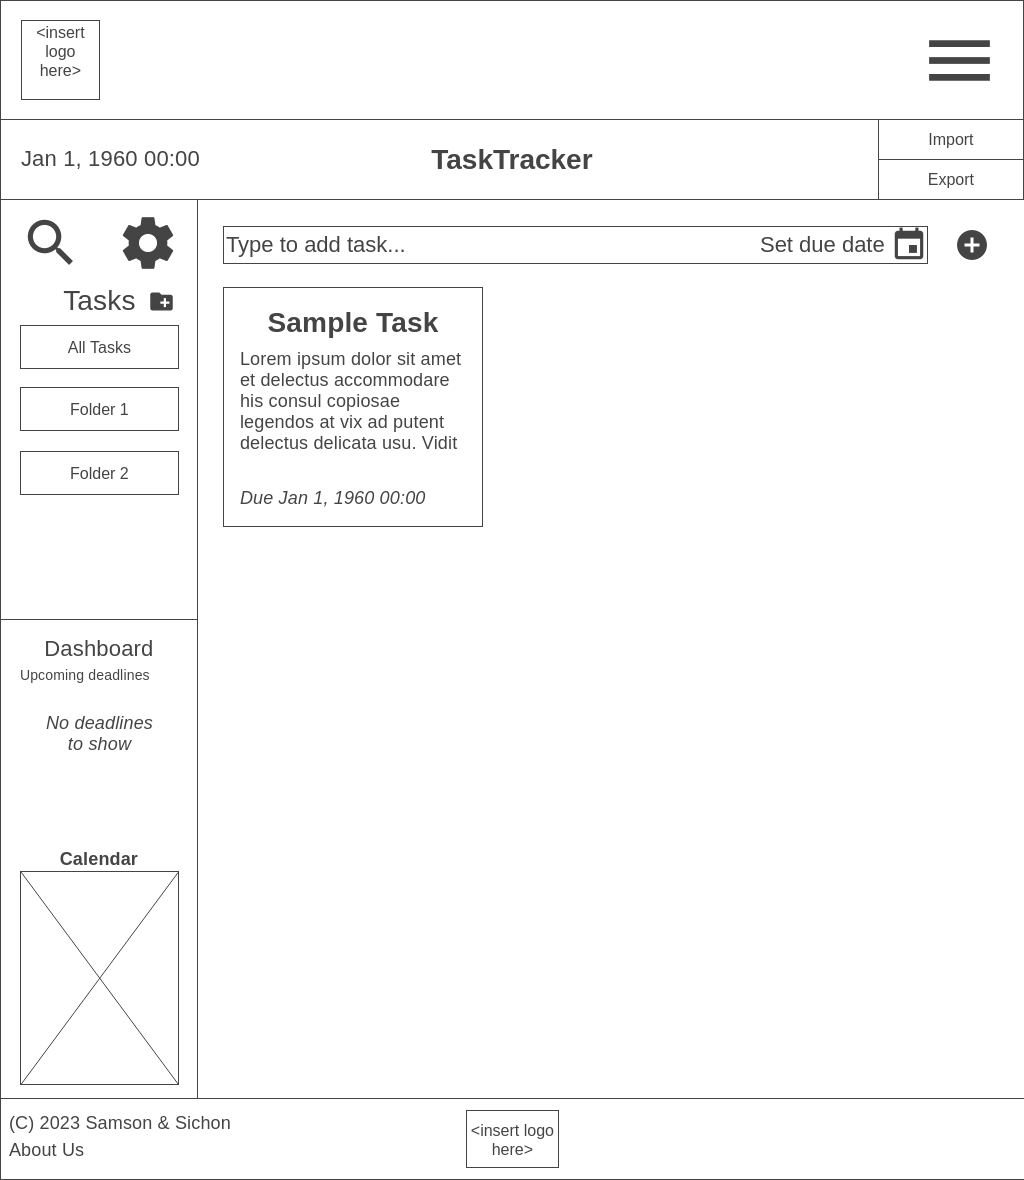 <insert
logo
here>
Jan 1, 1960 00:00
TaskTracker
Import
Export
Tasks
All Tasks
Folder 1
Folder 2
Type to add task...
Set due date
Sample Task
Lorem ipsum dolor sit amet
et delectus accommodare
his consul copiosae
legendos at vix ad putent
delectus delicata usu. Vidit
Due Jan 1, 1960 00:00
Dashboard
Upcoming deadlines
No deadlines
to show
Calendar
(C) 2023 Samson & Sichon
About Us
<insert logo
here>